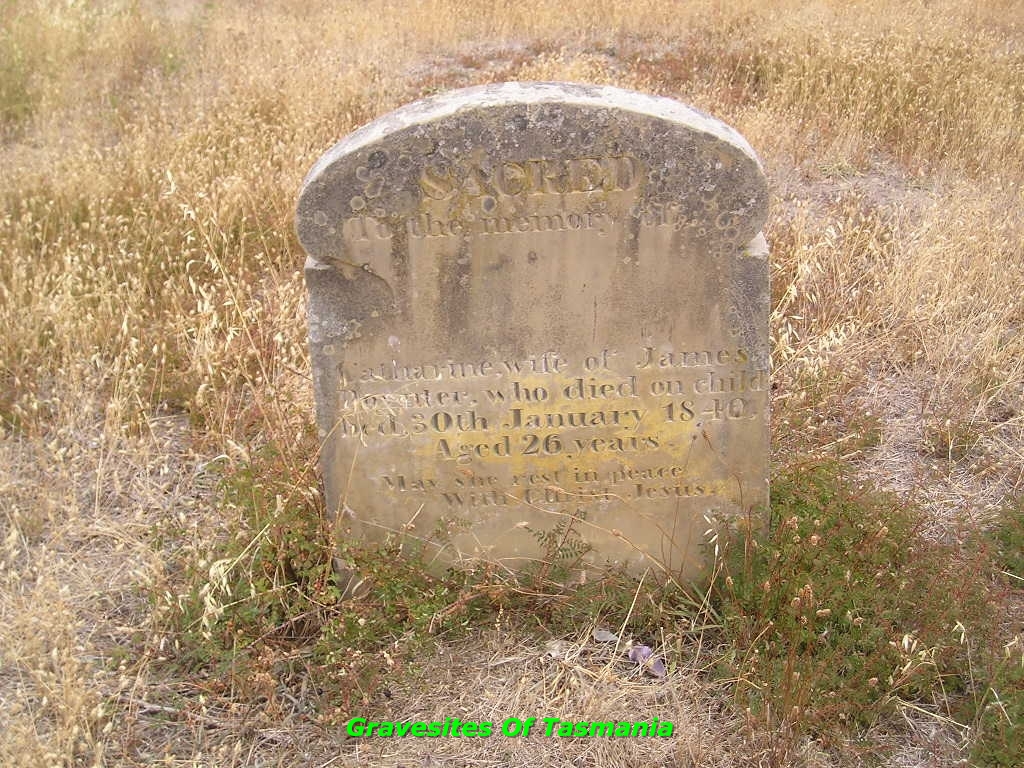 SACRED
To the memory of,
Catharine, wife of James
Poynter, who died on child
bed, 30th January 1840,
Aged 26 years.
May she rest in peace
With Christ Jesus.
Gravesites Of Tasmania